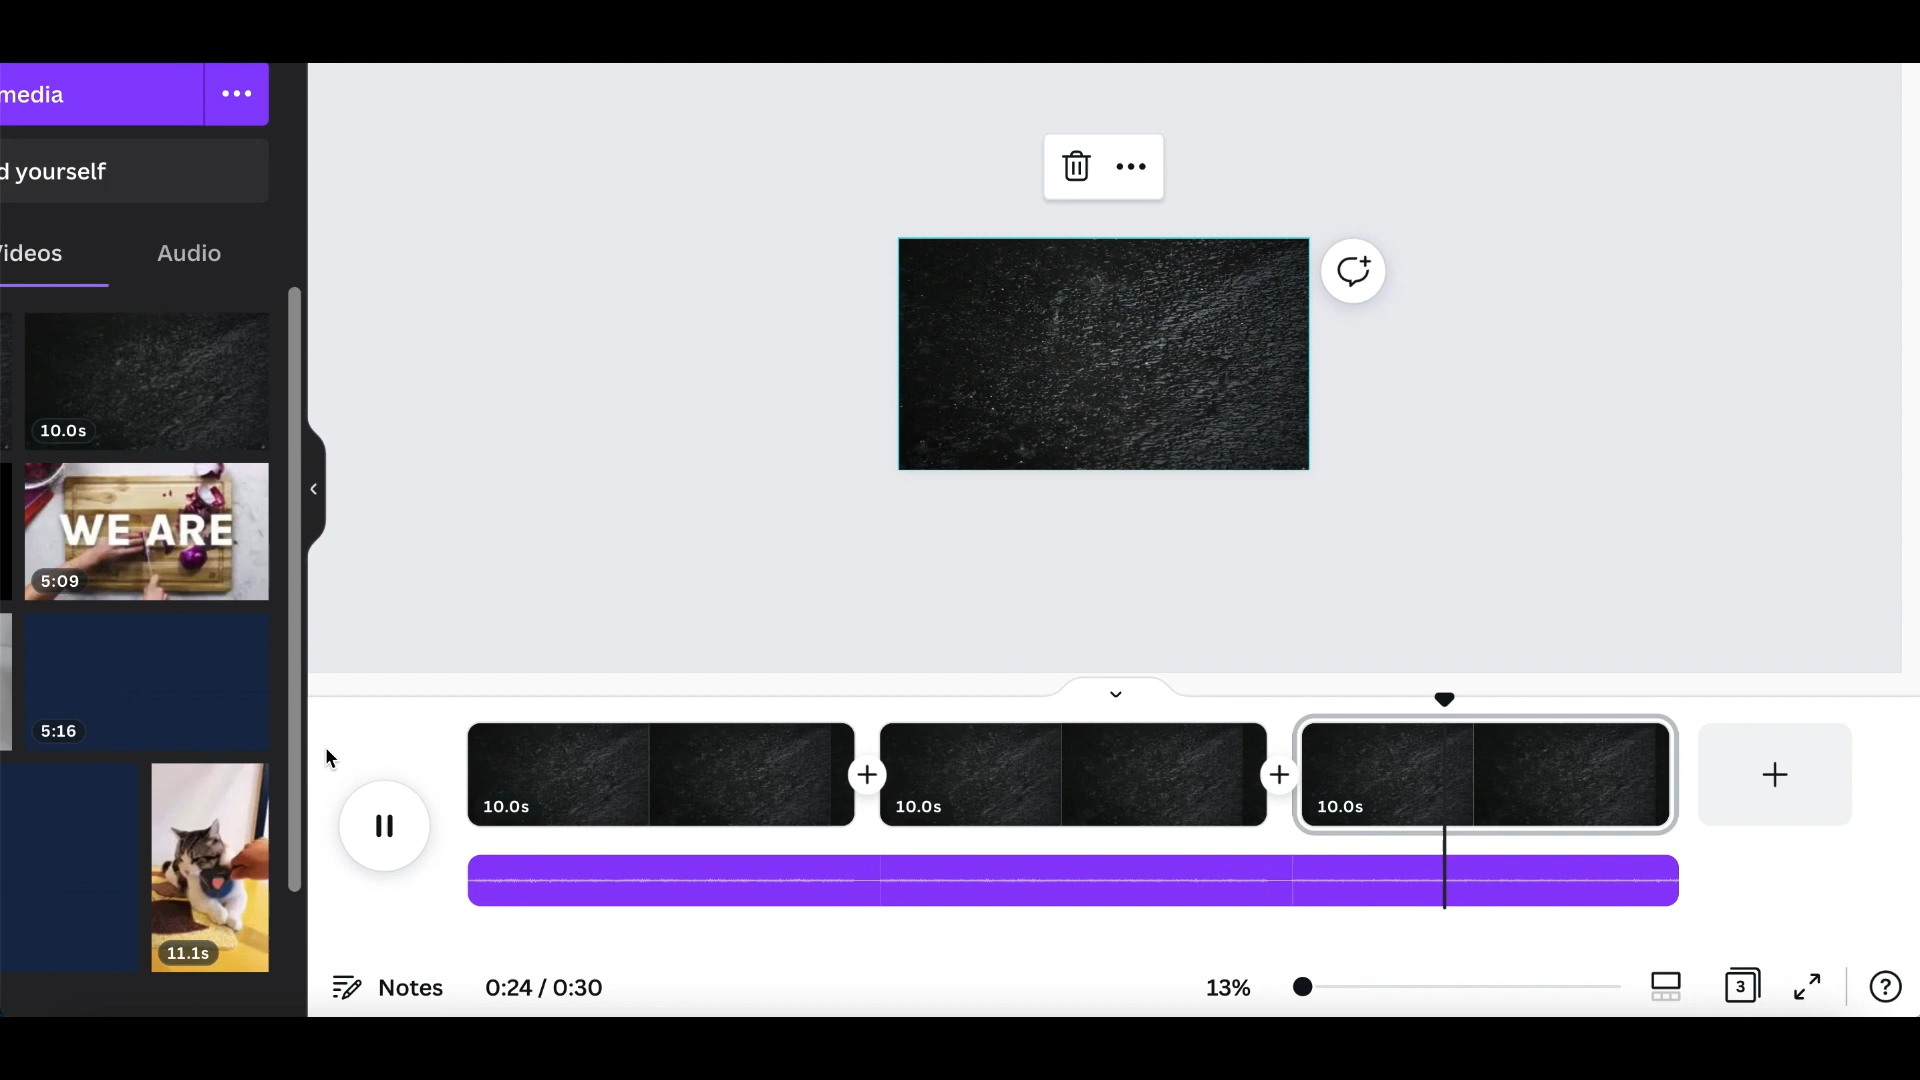 media
d yourself
Videos
Audio
10.0s
WE ARE
5:09
5:16
11.1s
10.0s
10.0s
10.0s
Notes
0:24 / 0:30
13%
3